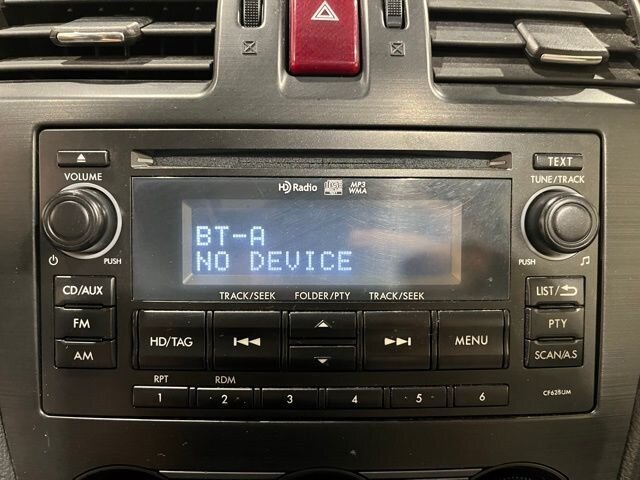 TEXT
VOLUME
HD Radio
MP3
WMA
TUNE/TRACK
BT-A
NO DEVICE
PUSH
PUSH
CD/AUX
TRACK/SEEK FOLDER/PTY TRACK/SEEK
LIST/
FM
HD/TAG
MENU
PTY
AM
SCAN/A.S
RPT RDM
1 2 3 4 5 6
CF628UM